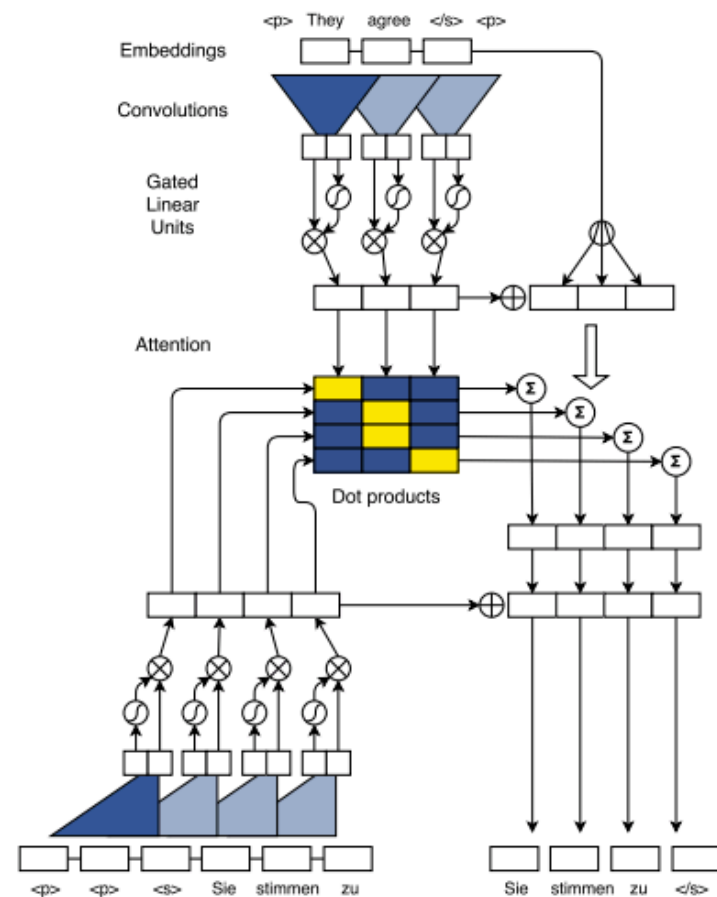 <p> They agree </s> <p>
Embeddings
Convolutions
Gated
Linear
Units
Attention
Σ
Σ
Σ
Σ
Dot products
<p> <p> <s> Sie stimmen zu
Sie stimmen zu </s>